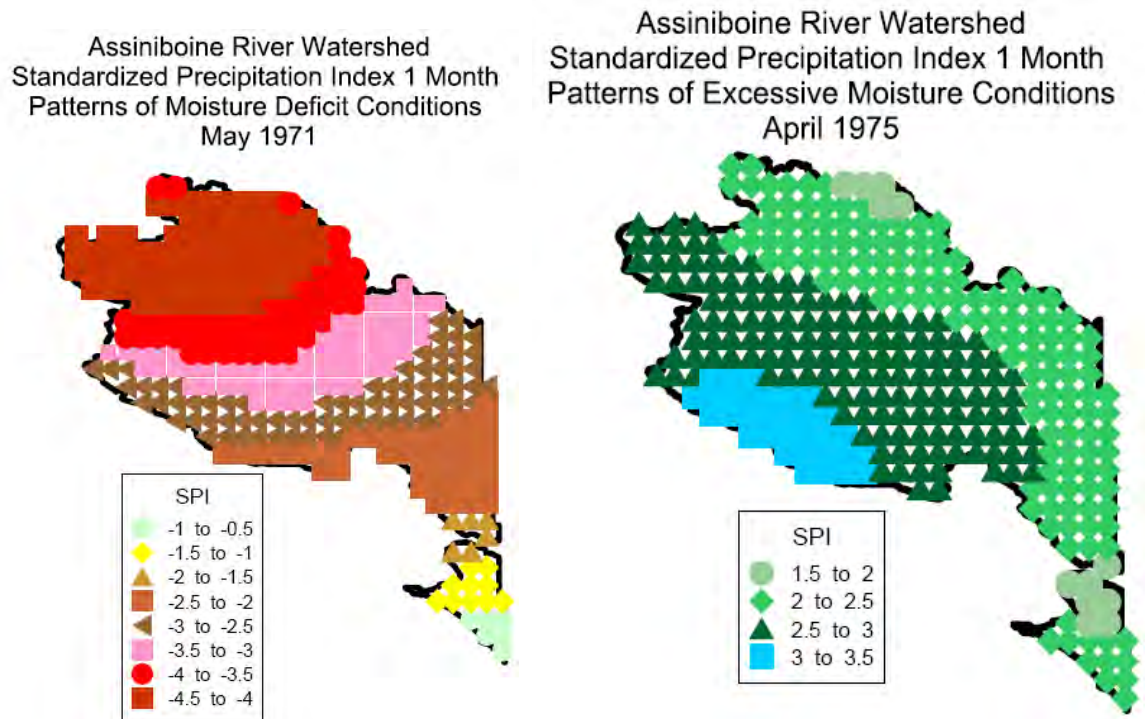 Assiniboine River Watershed
Standardized Precipitation Index 1 Month
Patterns of Moisture Deficit Conditions
May 1971
SPI
-1 to -0.5
-1.5 to -1
-2 to -1.5
-2.5 to -2
-3 to -2.5
-3.5 to -3
-4 to -3.5
-4.5 to -4
Assiniboine River Watershed
Standardized Precipitation Index 1 Month
Patterns of Excessive Moisture Conditions
April 1975
SPI
1.5 to 2
2 to 2.5
2.5 to 3
3 to 3.5